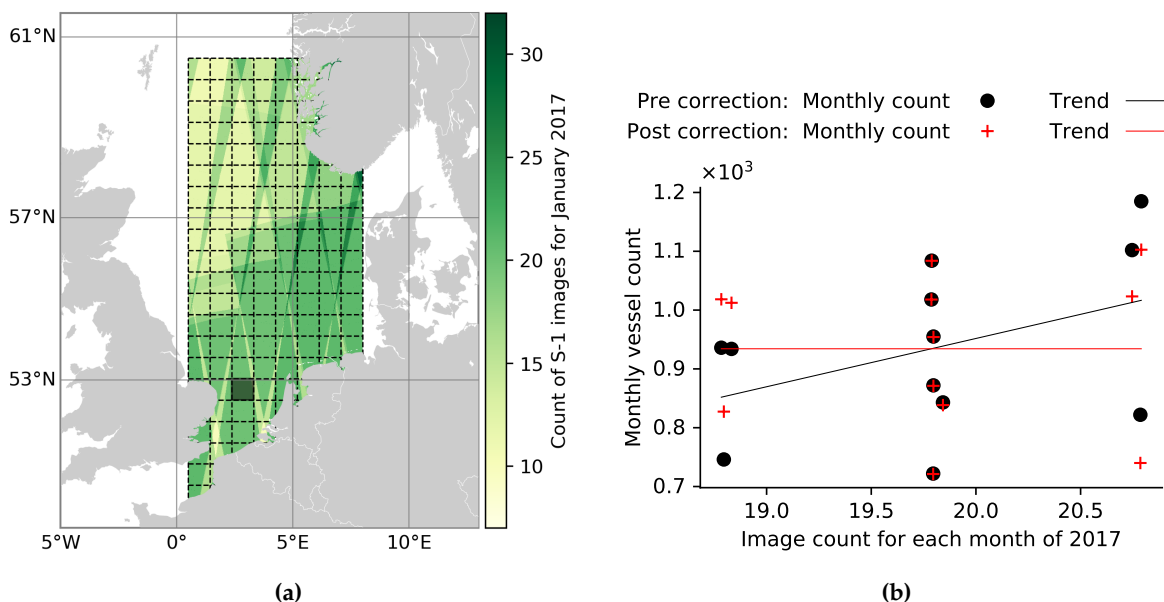 61°N
57°N
53°N
5°W 0° 5°E 10°E
30
25
20
15
10
Count of S-1 images for January 2017
(a)
Pre correction: Monthly count Trend
Post correction: Monthly count Trend
×10³
1.2
1.1
1.0
0.9
0.8
0.7
Monthly vessel count
19.0 19.5 20.0 20.5
Image count for each month of 2017
(b)